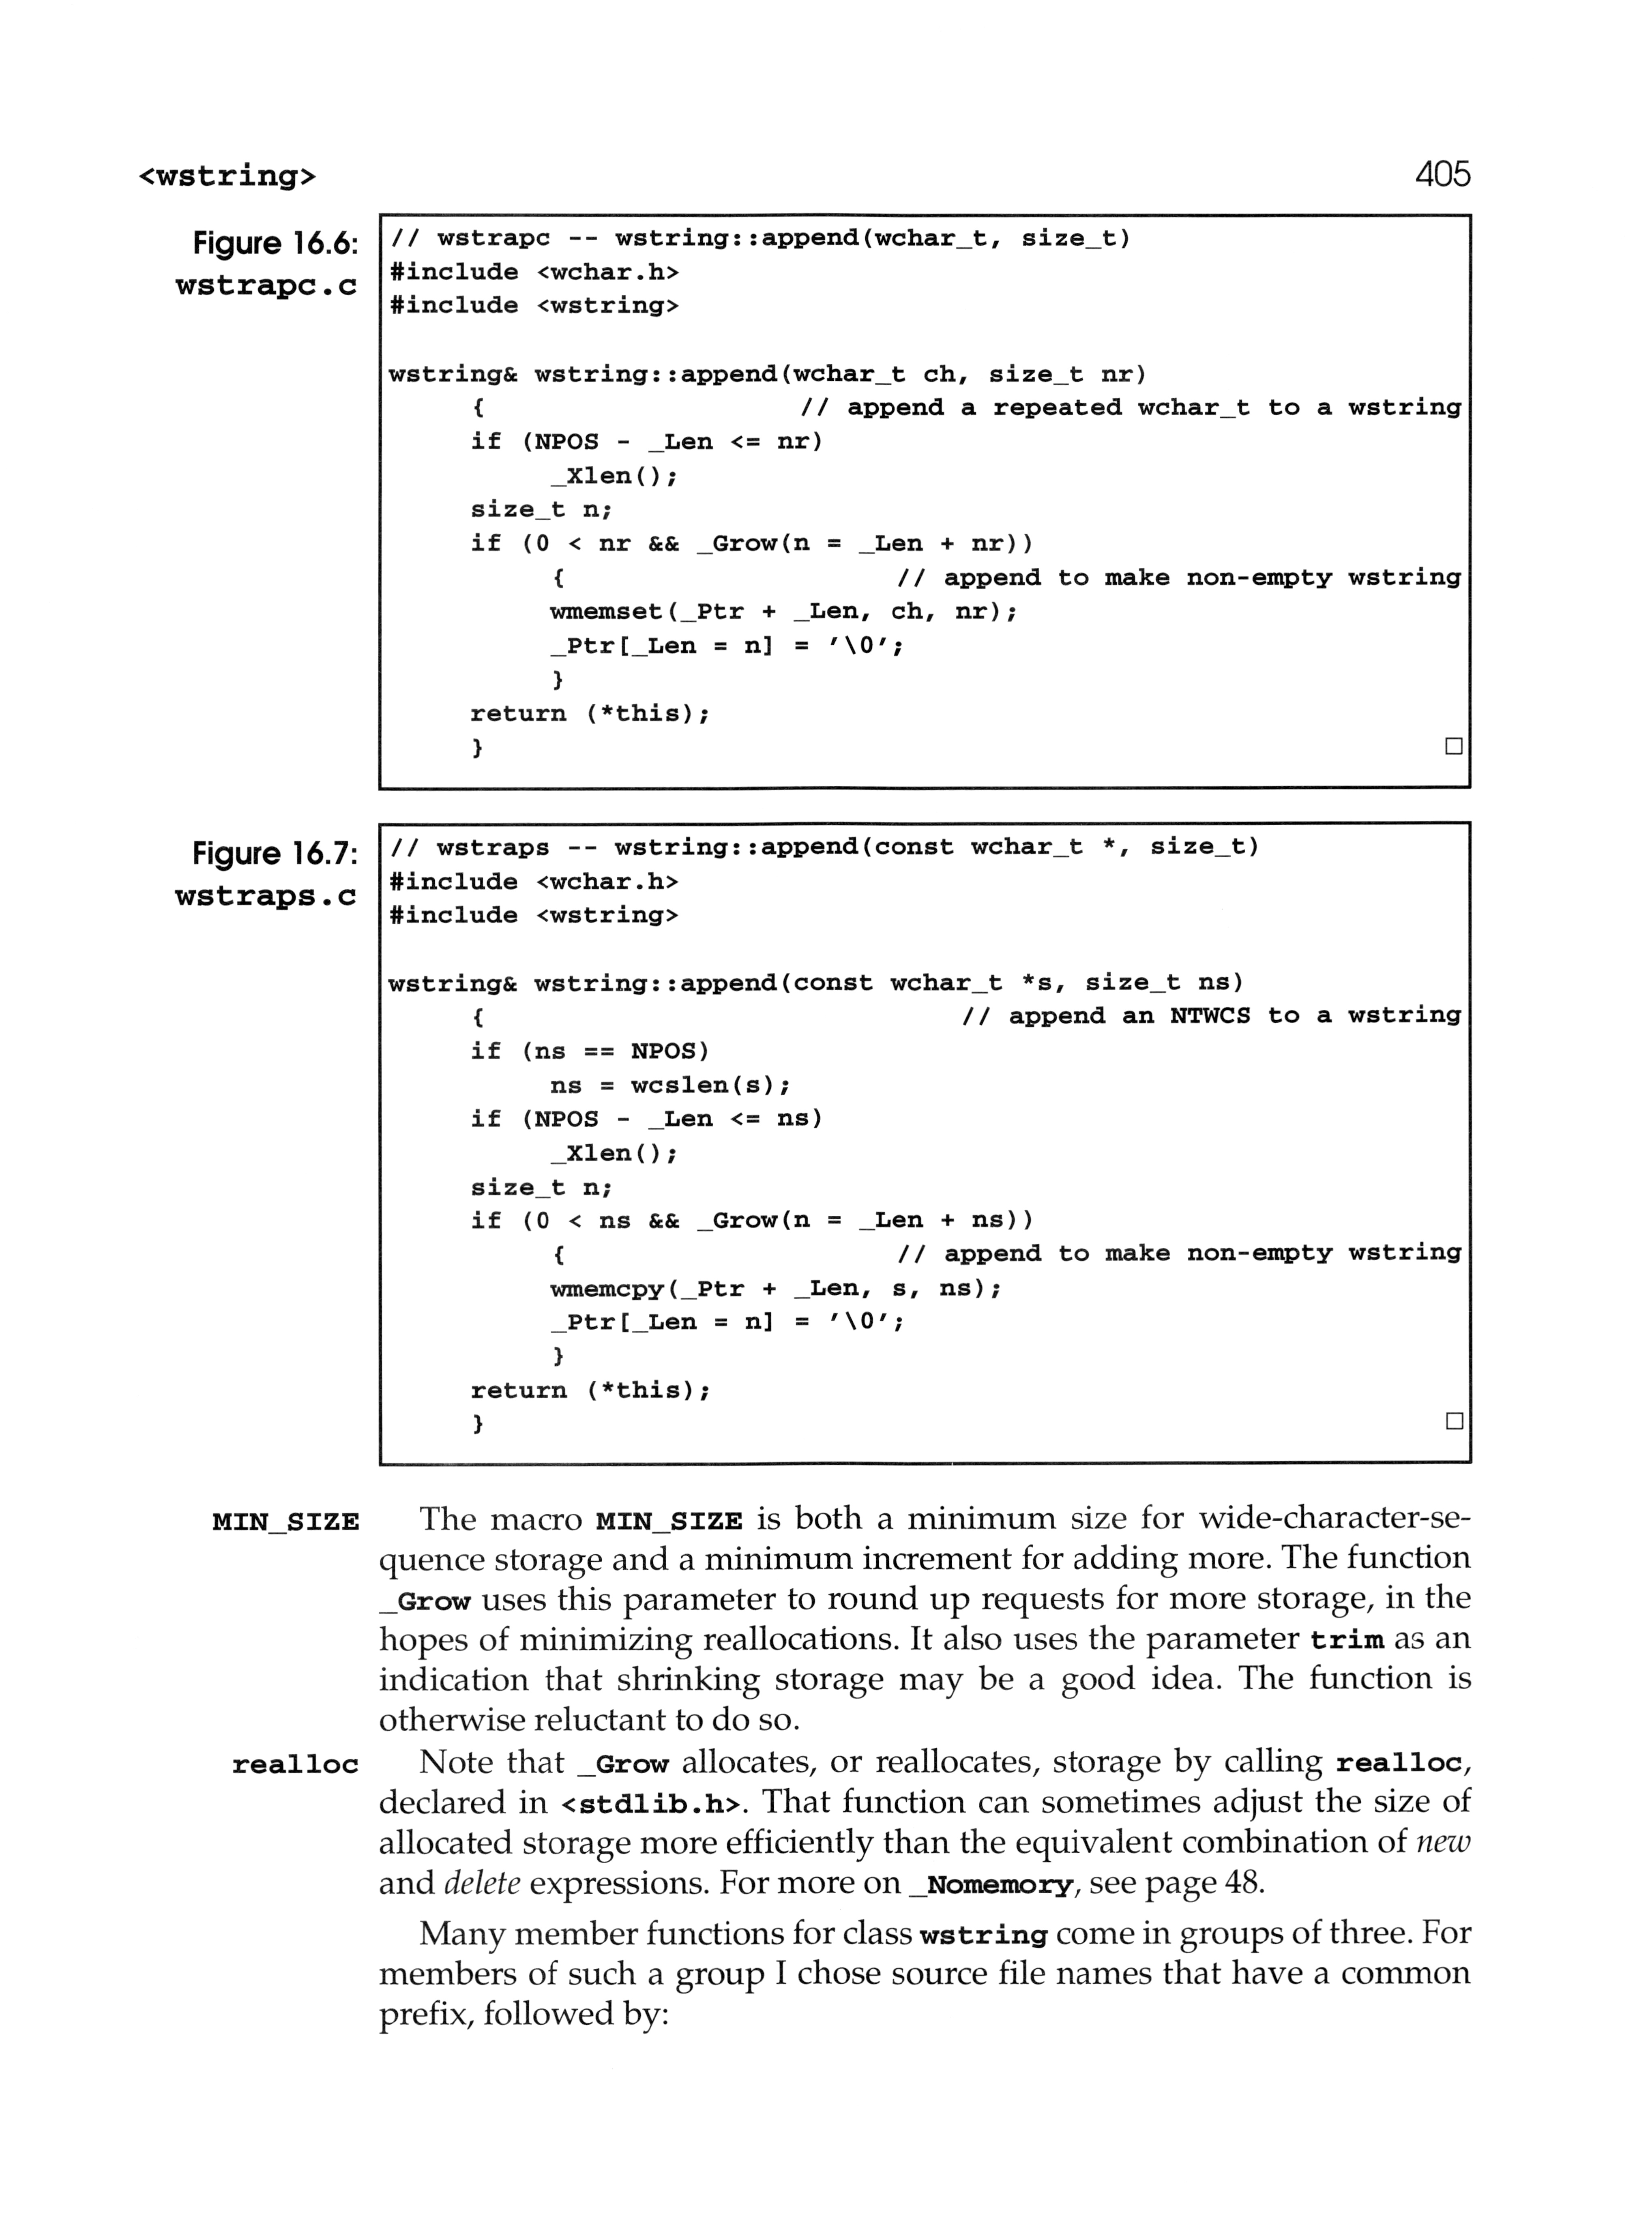 <wstring> 405
Figure 16.6:
wstrapc.c
// wstrapc -- wstring::append(wchar_t, size_t)
#include <wchar.h>
#include <wstring>
wstring& wstring::append(wchar_t ch, size_t nr)
{ // append a repeated wchar_t to a wstring
if (NPOS - _Len <= nr)
_Xlen();
size_t n;
if (0 < nr && _Grow(n = _Len + nr))
{ // append to make non-empty wstring
wmemset(_Ptr + _Len, ch, nr);
_Ptr[_Len = n] = '\0';
}
return (*this);
} □
Figure 16.7:
wstraps.c
// wstraps -- wstring::append(const wchar_t *, size_t)
#include <wchar.h>
#include <wstring>
wstring& wstring::append(const wchar_t *s, size_t ns)
{ // append an NTWCS to a wstring
if (ns == NPOS)
ns = wcslen(s);
if (NPOS - _Len <= ns)
_Xlen();
size_t n;
if (0 < ns && _Grow(n = _Len + ns))
{ // append to make non-empty wstring
wmemcpy(_Ptr + _Len, s, ns);
_Ptr[_Len = n] = '\0';
}
return (*this);
} □
MIN_SIZE The macro MIN_SIZE is both a minimum size for wide-character-se-
quence storage and a minimum increment for adding more. The function
_Grow uses this parameter to round up requests for more storage, in the
hopes of minimizing reallocations. It also uses the parameter trim as an
indication that shrinking storage may be a good idea. The function is
otherwise reluctant to do so.
realloc Note that _Grow allocates, or reallocates, storage by calling realloc,
declared in <stdlib.h>. That function can sometimes adjust the size of
allocated storage more efficiently than the equivalent combination of new
and delete expressions. For more on _Nomemory, see page 48.
Many member functions for class wstring come in groups of three. For
members of such a group I chose source file names that have a common
prefix, followed by: